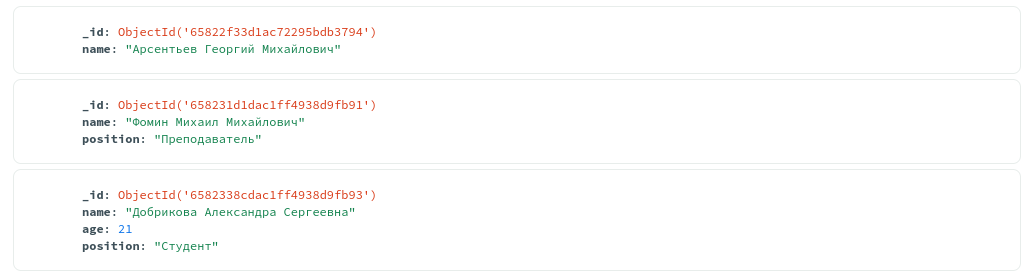 _id: ObjectId('65822f33d1ac72295bdb3794')
name: "Арсентьев Георгий Михайлович"
_id: ObjectId('658231d1dac1ff4938d9fb91')
name: "Фомин Михаил Михайлович"
position: "Преподаватель"
_id: ObjectId('6582338cdac1ff4938d9fb93')
name: "Добрикова Александра Сергеевна"
age: 21
position: "Студент"